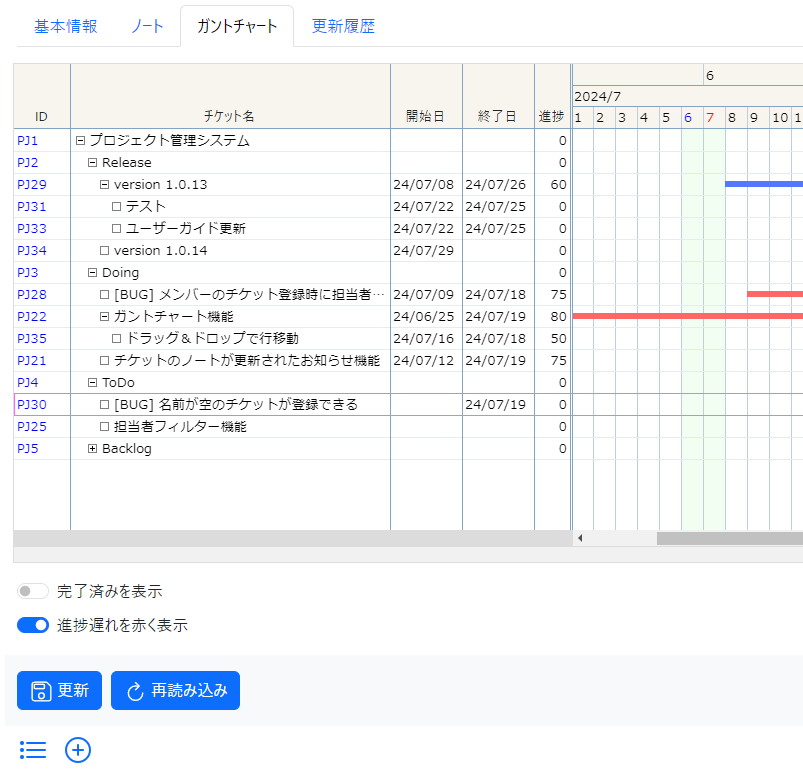 基本情報 ノート ガントチャート 更新履歴
6
2024/7
ID チケット名 開始日 終了日 進捗 1 2 3 4 5 6 7 8 9 10 1
PJ1 プロジェクト管理システム 0
PJ2 Release 0
PJ29 version 1.0.13 24/07/08 24/07/26 60
PJ31 テスト 24/07/22 24/07/25 0
PJ33 ユーザーガイド更新 24/07/22 24/07/25 0
PJ34 version 1.0.14 24/07/29 0
PJ3 Doing 0
PJ28 [BUG] メンバーのチケット登録時に担当者… 24/07/09 24/07/18 75
PJ22 ガントチャート機能 24/06/25 24/07/19 80
PJ35 ドラッグ＆ドロップで行移動 24/07/16 24/07/18 50
PJ21 チケットのノートが更新されたお知らせ機能 24/07/12 24/07/19 75
PJ4 ToDo 0
PJ30 [BUG] 名前が空のチケットが登録できる 24/07/19 0
PJ25 担当者フィルター機能 0
PJ5 Backlog 0
完了済みを表示
進捗遅れを赤く表示
更新 再読み込み